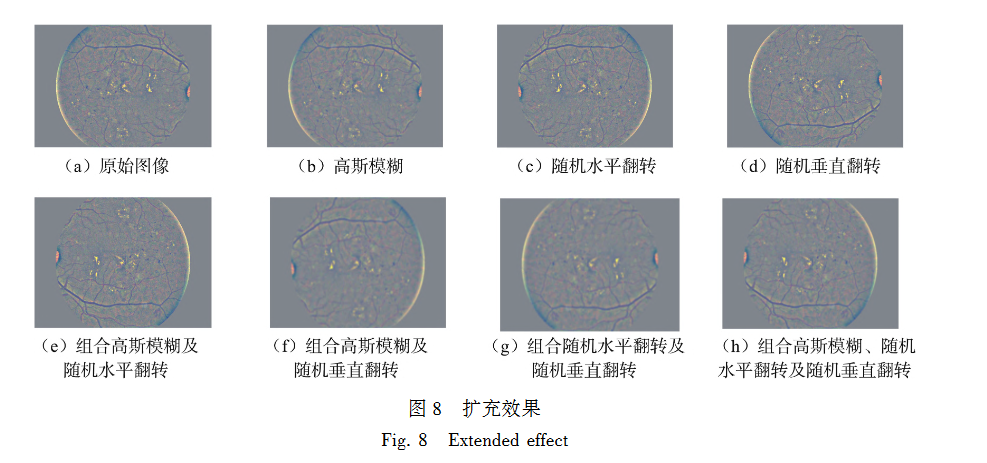 （a）原始图像
（b）高斯模糊
（c）随机水平翻转
（d）随机垂直翻转
（e）组合高斯模糊及
随机水平翻转
（f）组合高斯模糊及
随机垂直翻转
（g）组合随机水平翻转及
随机垂直翻转
（h）组合高斯模糊、随机
水平翻转及随机垂直翻转
图 8 扩充效果
Fig. 8 Extended effect